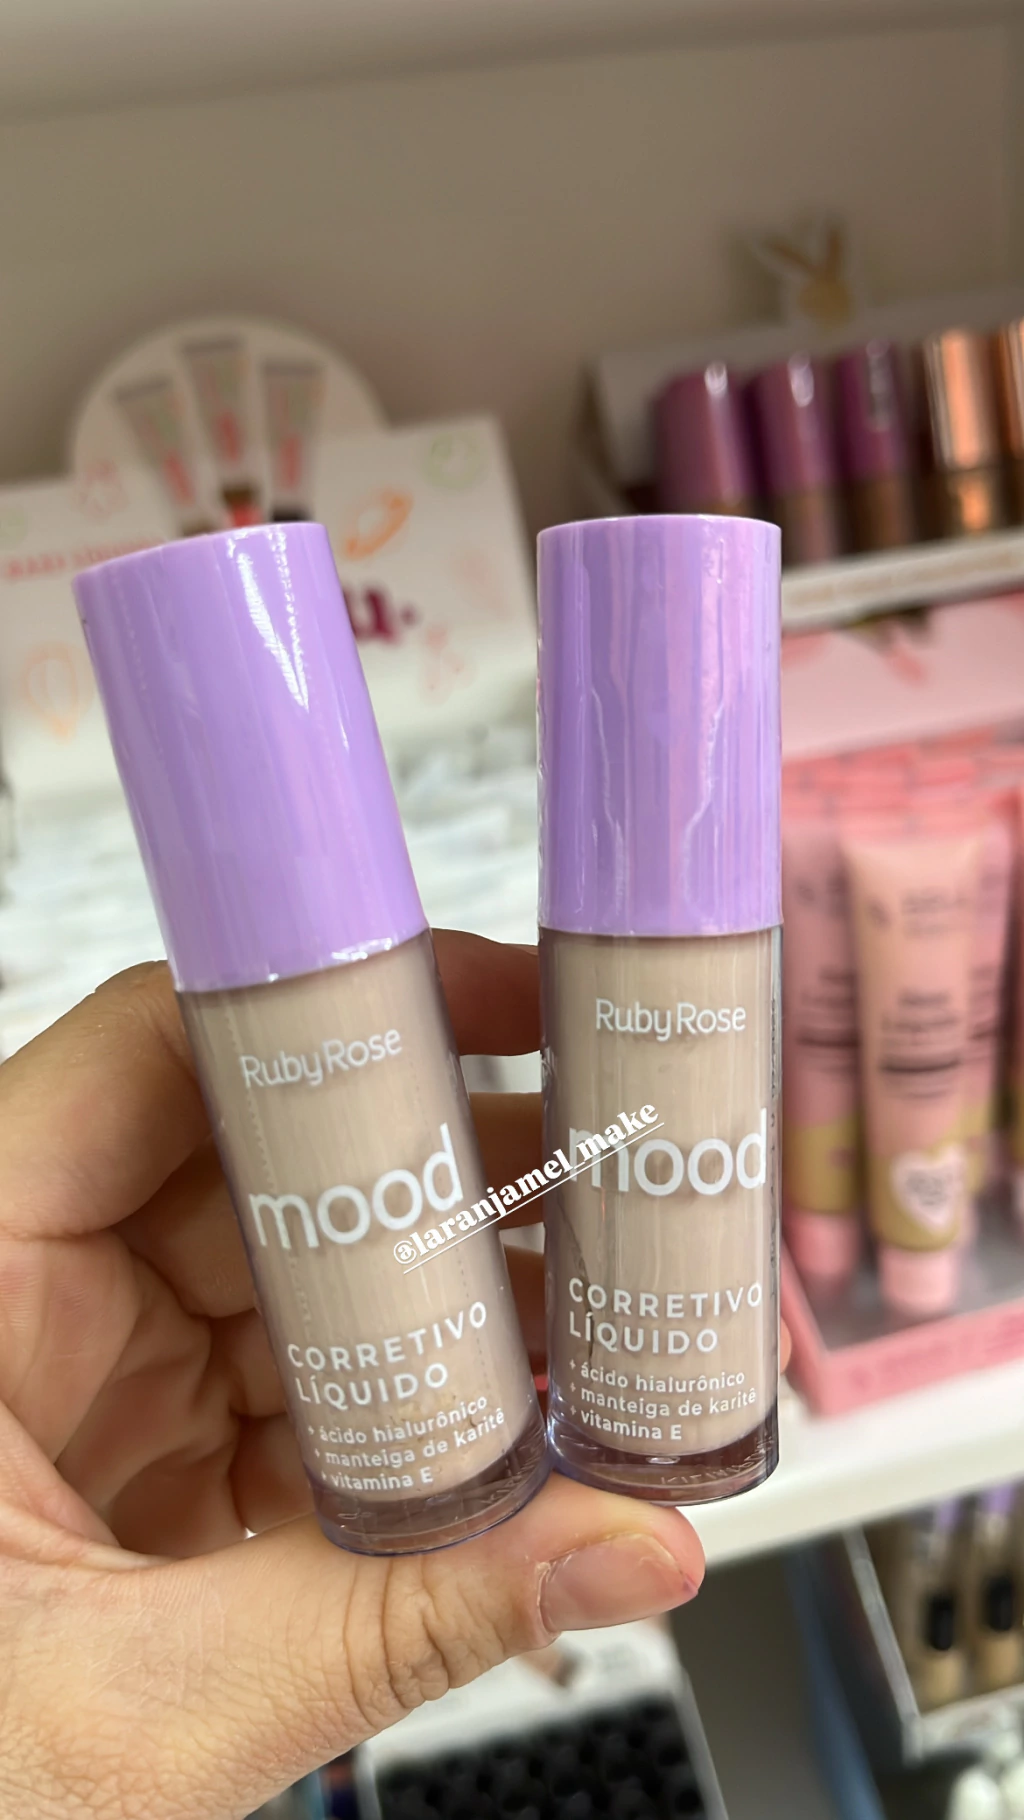 RubyRose
mood
CORRETIVO
LÍQUIDO
+ ácido hialurônico
+ manteiga de karitê
+ vitamina E
RubyRose
mood
CORRETIVO
LÍQUIDO
+ ácido hialurônico
+ manteiga de karitê
+ vitamina E
@laranjamel_make